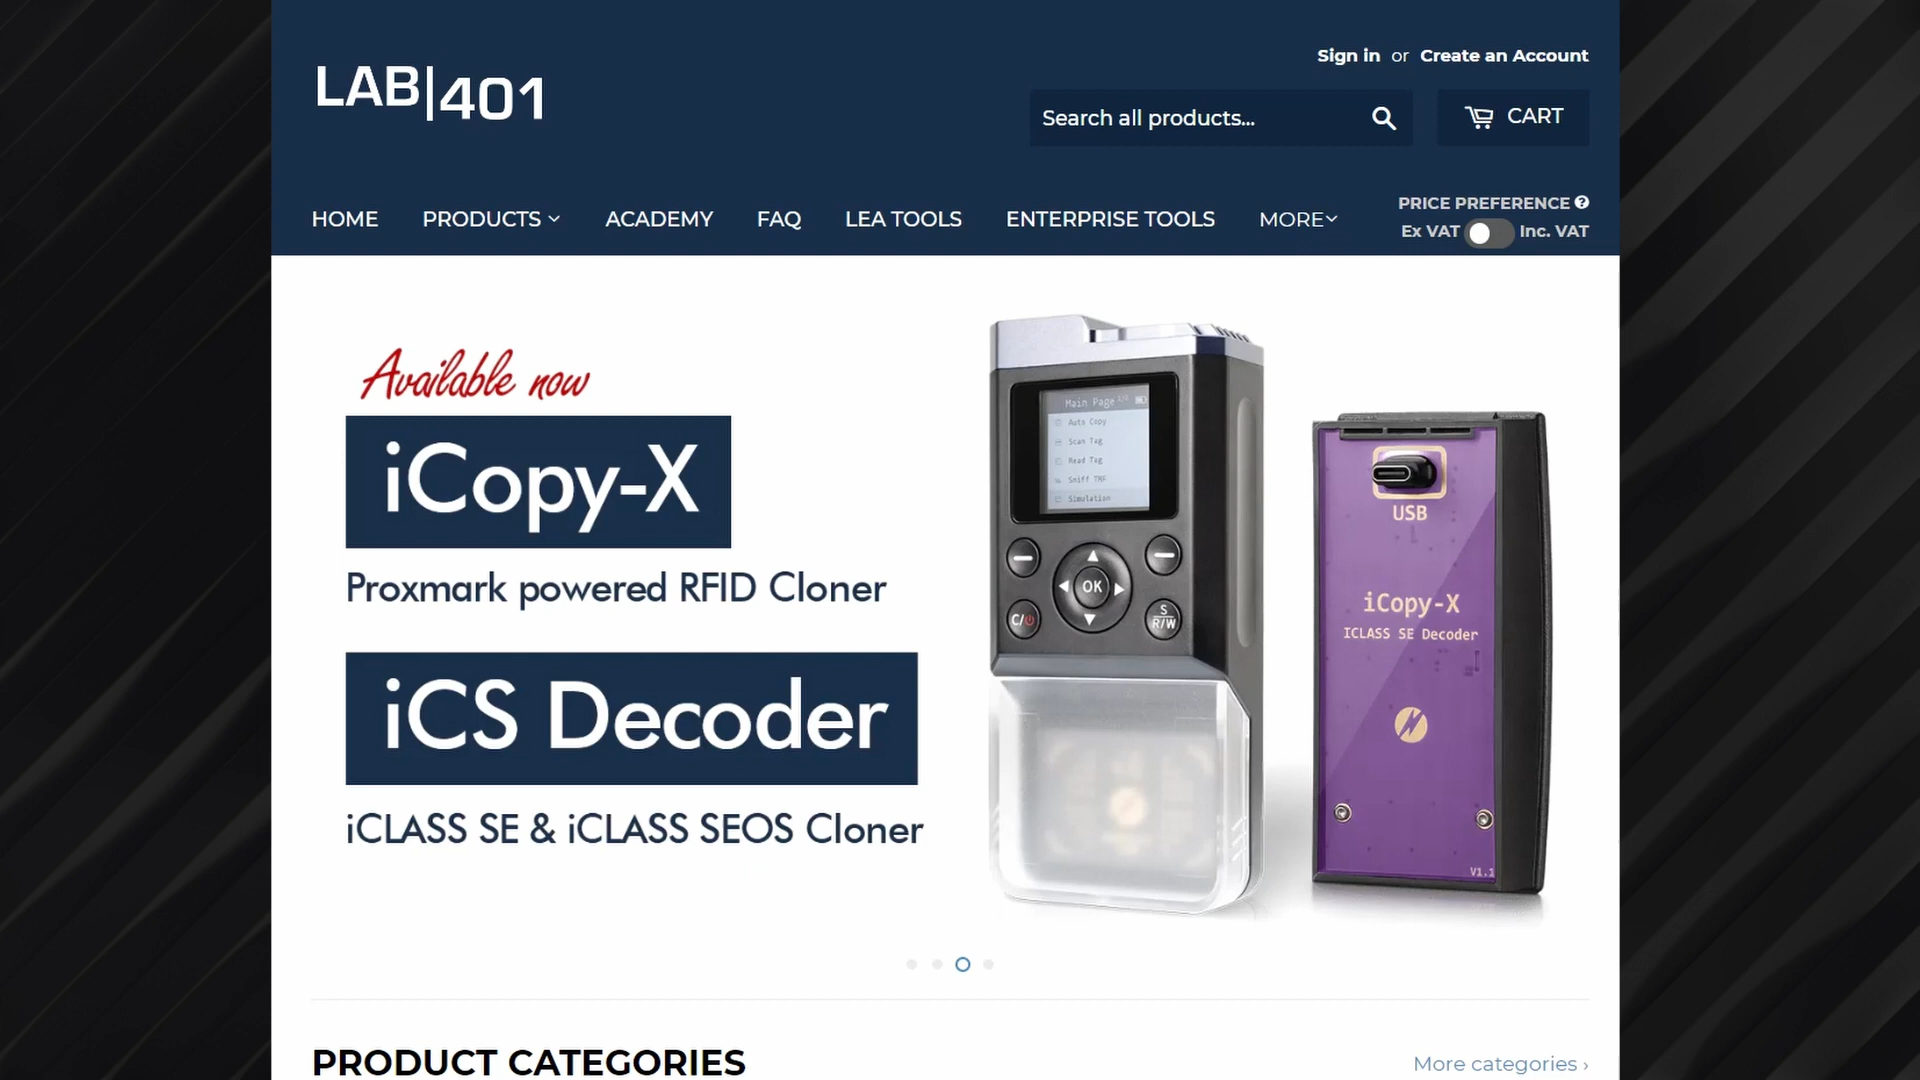 Sign in or Create an Account
LAB|401
Search all products...
CART
HOME
PRODUCTS
ACADEMY
FAQ
LEA TOOLS
ENTERPRISE TOOLS
MORE
PRICE PREFERENCE ?
Ex VAT
Inc. VAT
Available now
iCopy-X
Proxmark powered RFID Cloner
iCS Decoder
iCLASS SE & iCLASS SEOS Cloner
Main Page
Auto Copy
Scan Tag
Read Tag
Sniff TRF
Simulation
OK
C/
S
R/W
USB
iCopy-X
ICLASS SE Decoder
V1.1
PRODUCT CATEGORIES
More categories ›